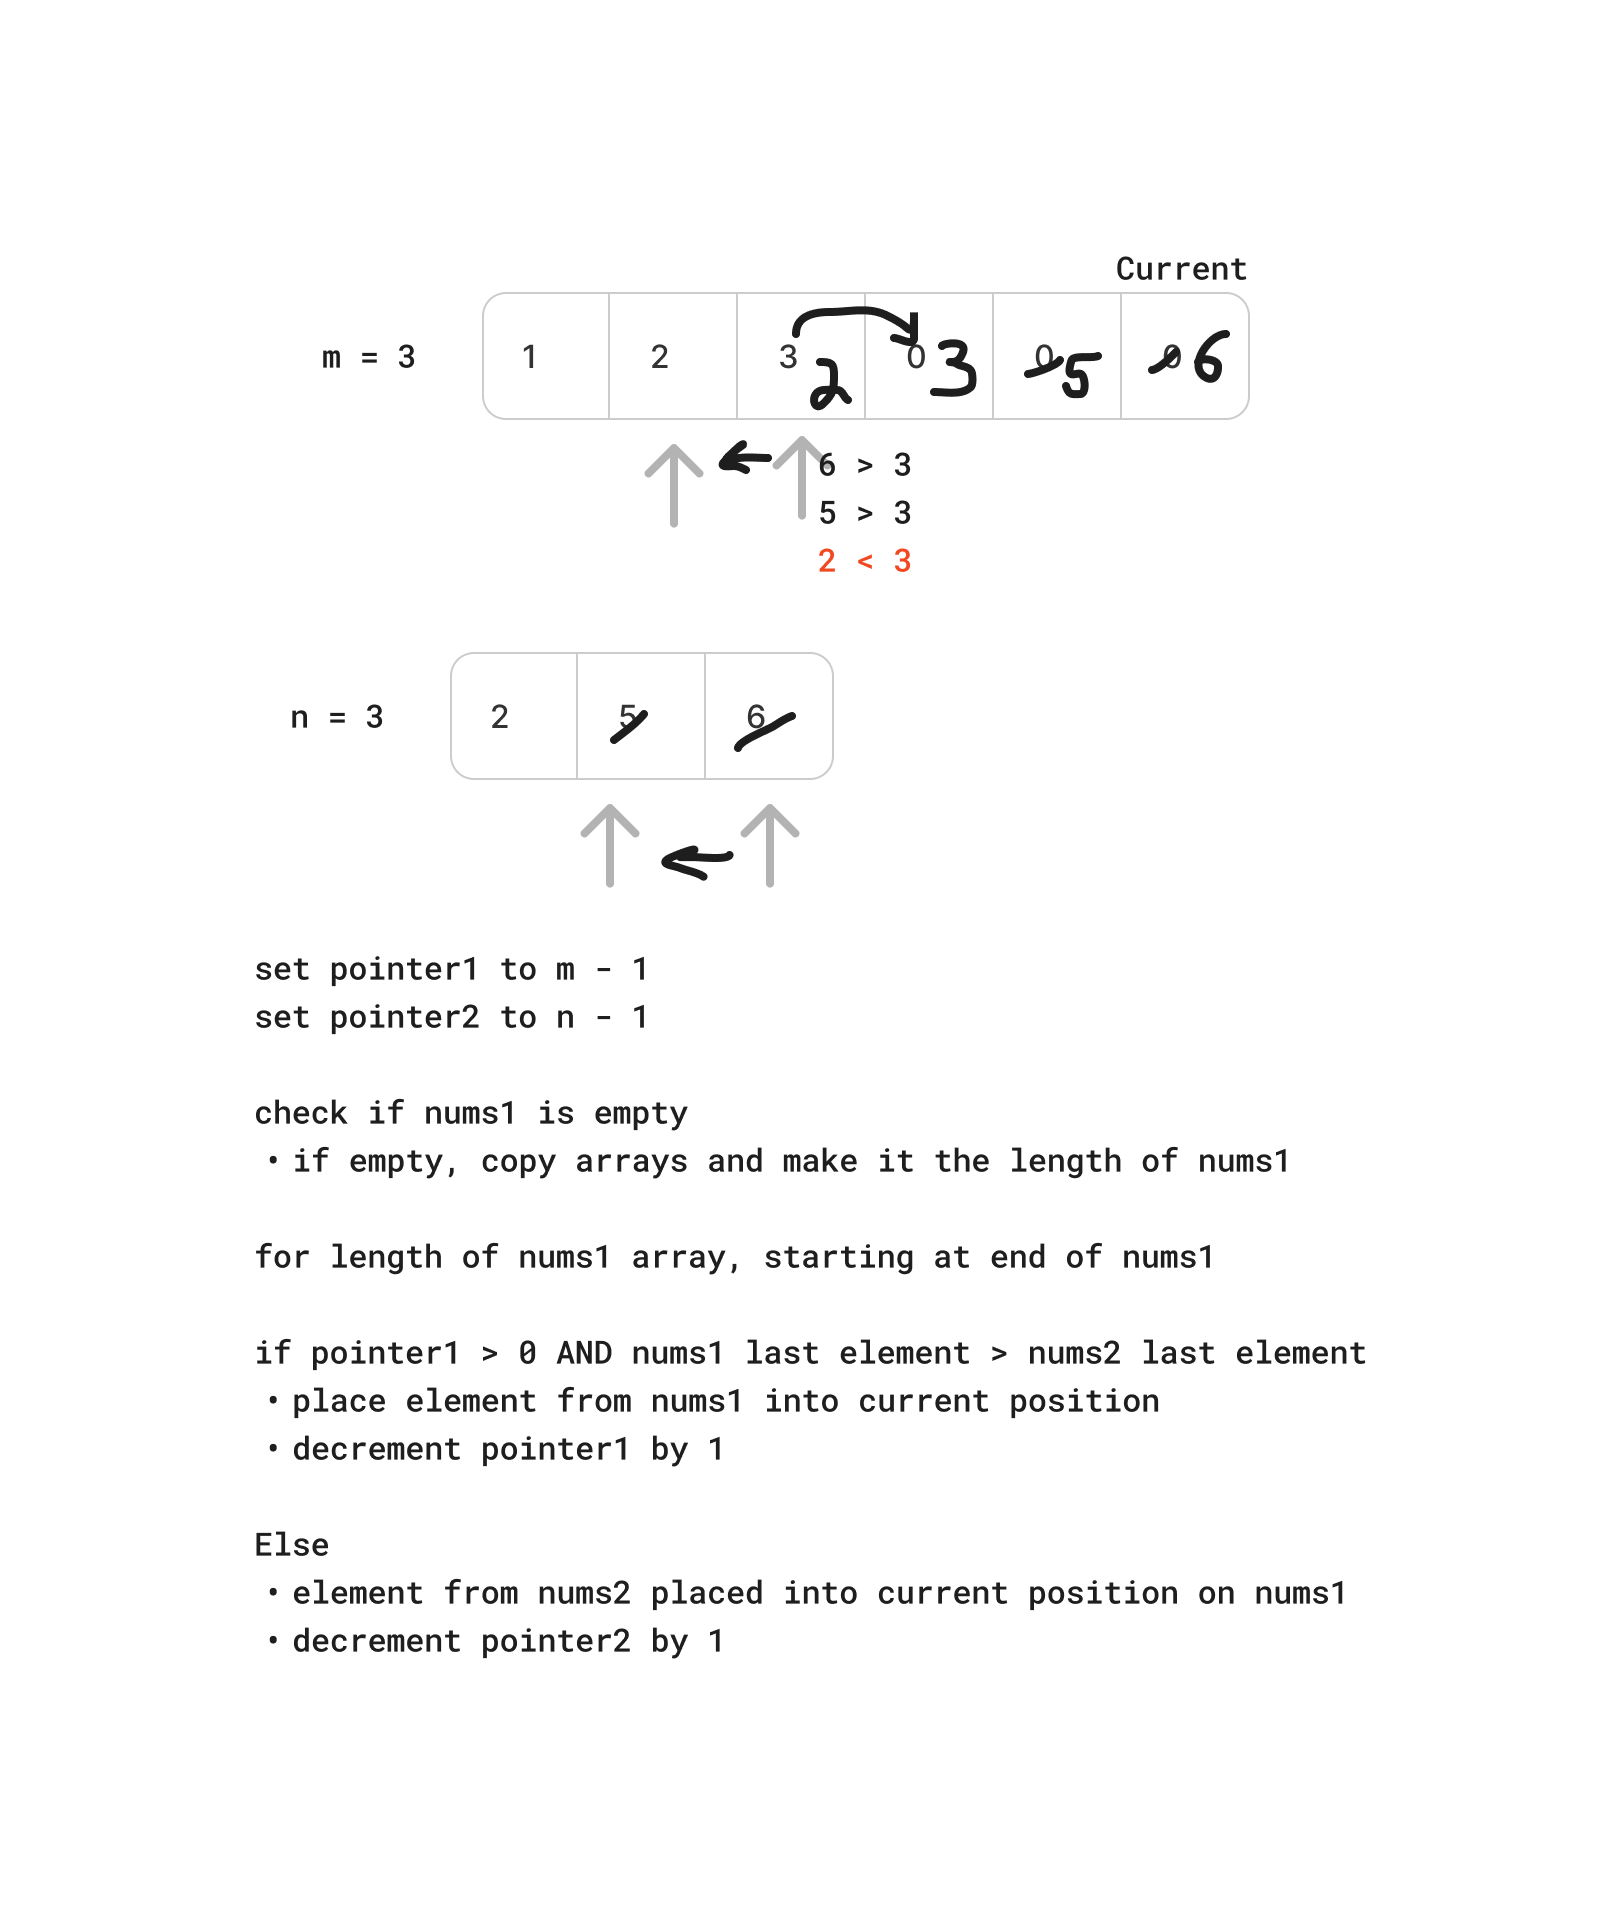 Current
m = 3
1 2 3 2 0 3 0 5 0 6
6 > 3
5 > 3
2 < 3
n = 3
2 5 6
set pointer1 to m - 1
set pointer2 to n - 1
check if nums1 is empty
• if empty, copy arrays and make it the length of nums1
for length of nums1 array, starting at end of nums1
if pointer1 > 0 AND nums1 last element > nums2 last element
• place element from nums1 into current position
• decrement pointer1 by 1
Else
• element from nums2 placed into current position on nums1
• decrement pointer2 by 1